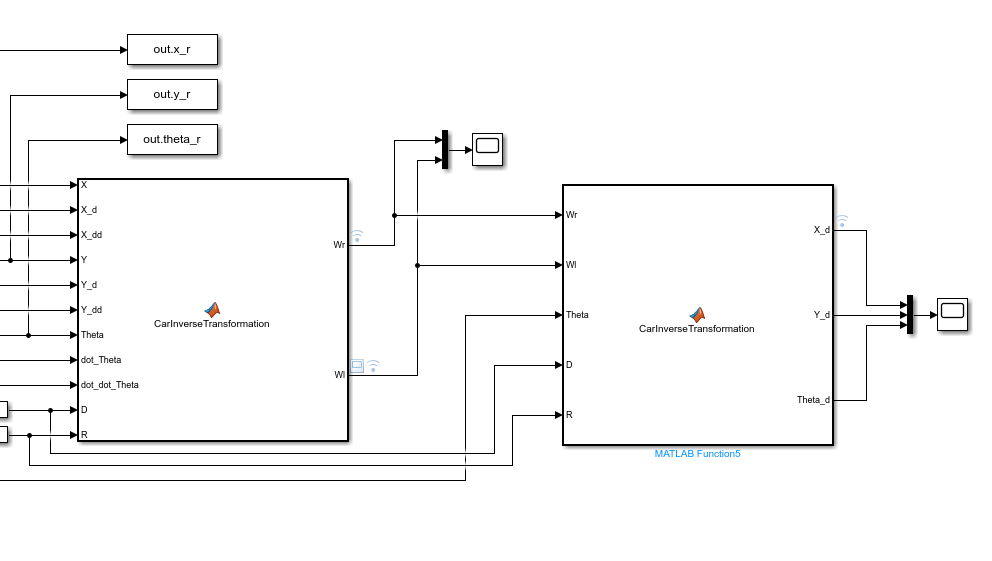 out.x_r
out.y_r
out.theta_r
X
X_d
X_dd
Y
Y_d
Y_dd
Theta
dot_Theta
dot_dot_Theta
D
R
CarInverseTransformation
Wr
Wl
Wr
Wl
Theta
D
R
CarInverseTransformation
X_d
Y_d
Theta_d
MATLAB Function5